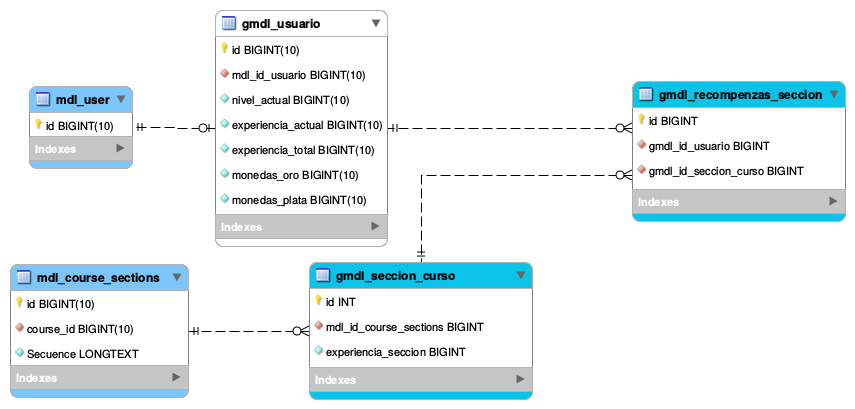 gmdl_usuario
id BIGINT(10)
mdl_id_usuario BIGINT(10)
nivel_actual BIGINT(10)
experiencia_actual BIGINT(10)
experiencia_total BIGINT(10)
monedas_oro BIGINT(10)
monedas_plata BIGINT(10)
Indexes
mdl_user
id BIGINT(10)
Indexes
gmdl_recompenzas_seccion
id BIGINT
gmdl_id_usuario BIGINT
gmdl_id_seccion_curso BIGINT
Indexes
mdl_course_sections
id BIGINT(10)
course_id BIGINT(10)
Secuence LONGTEXT
Indexes
gmdl_seccion_curso
id INT
mdl_id_course_sections BIGINT
experiencia_seccion BIGINT
Indexes